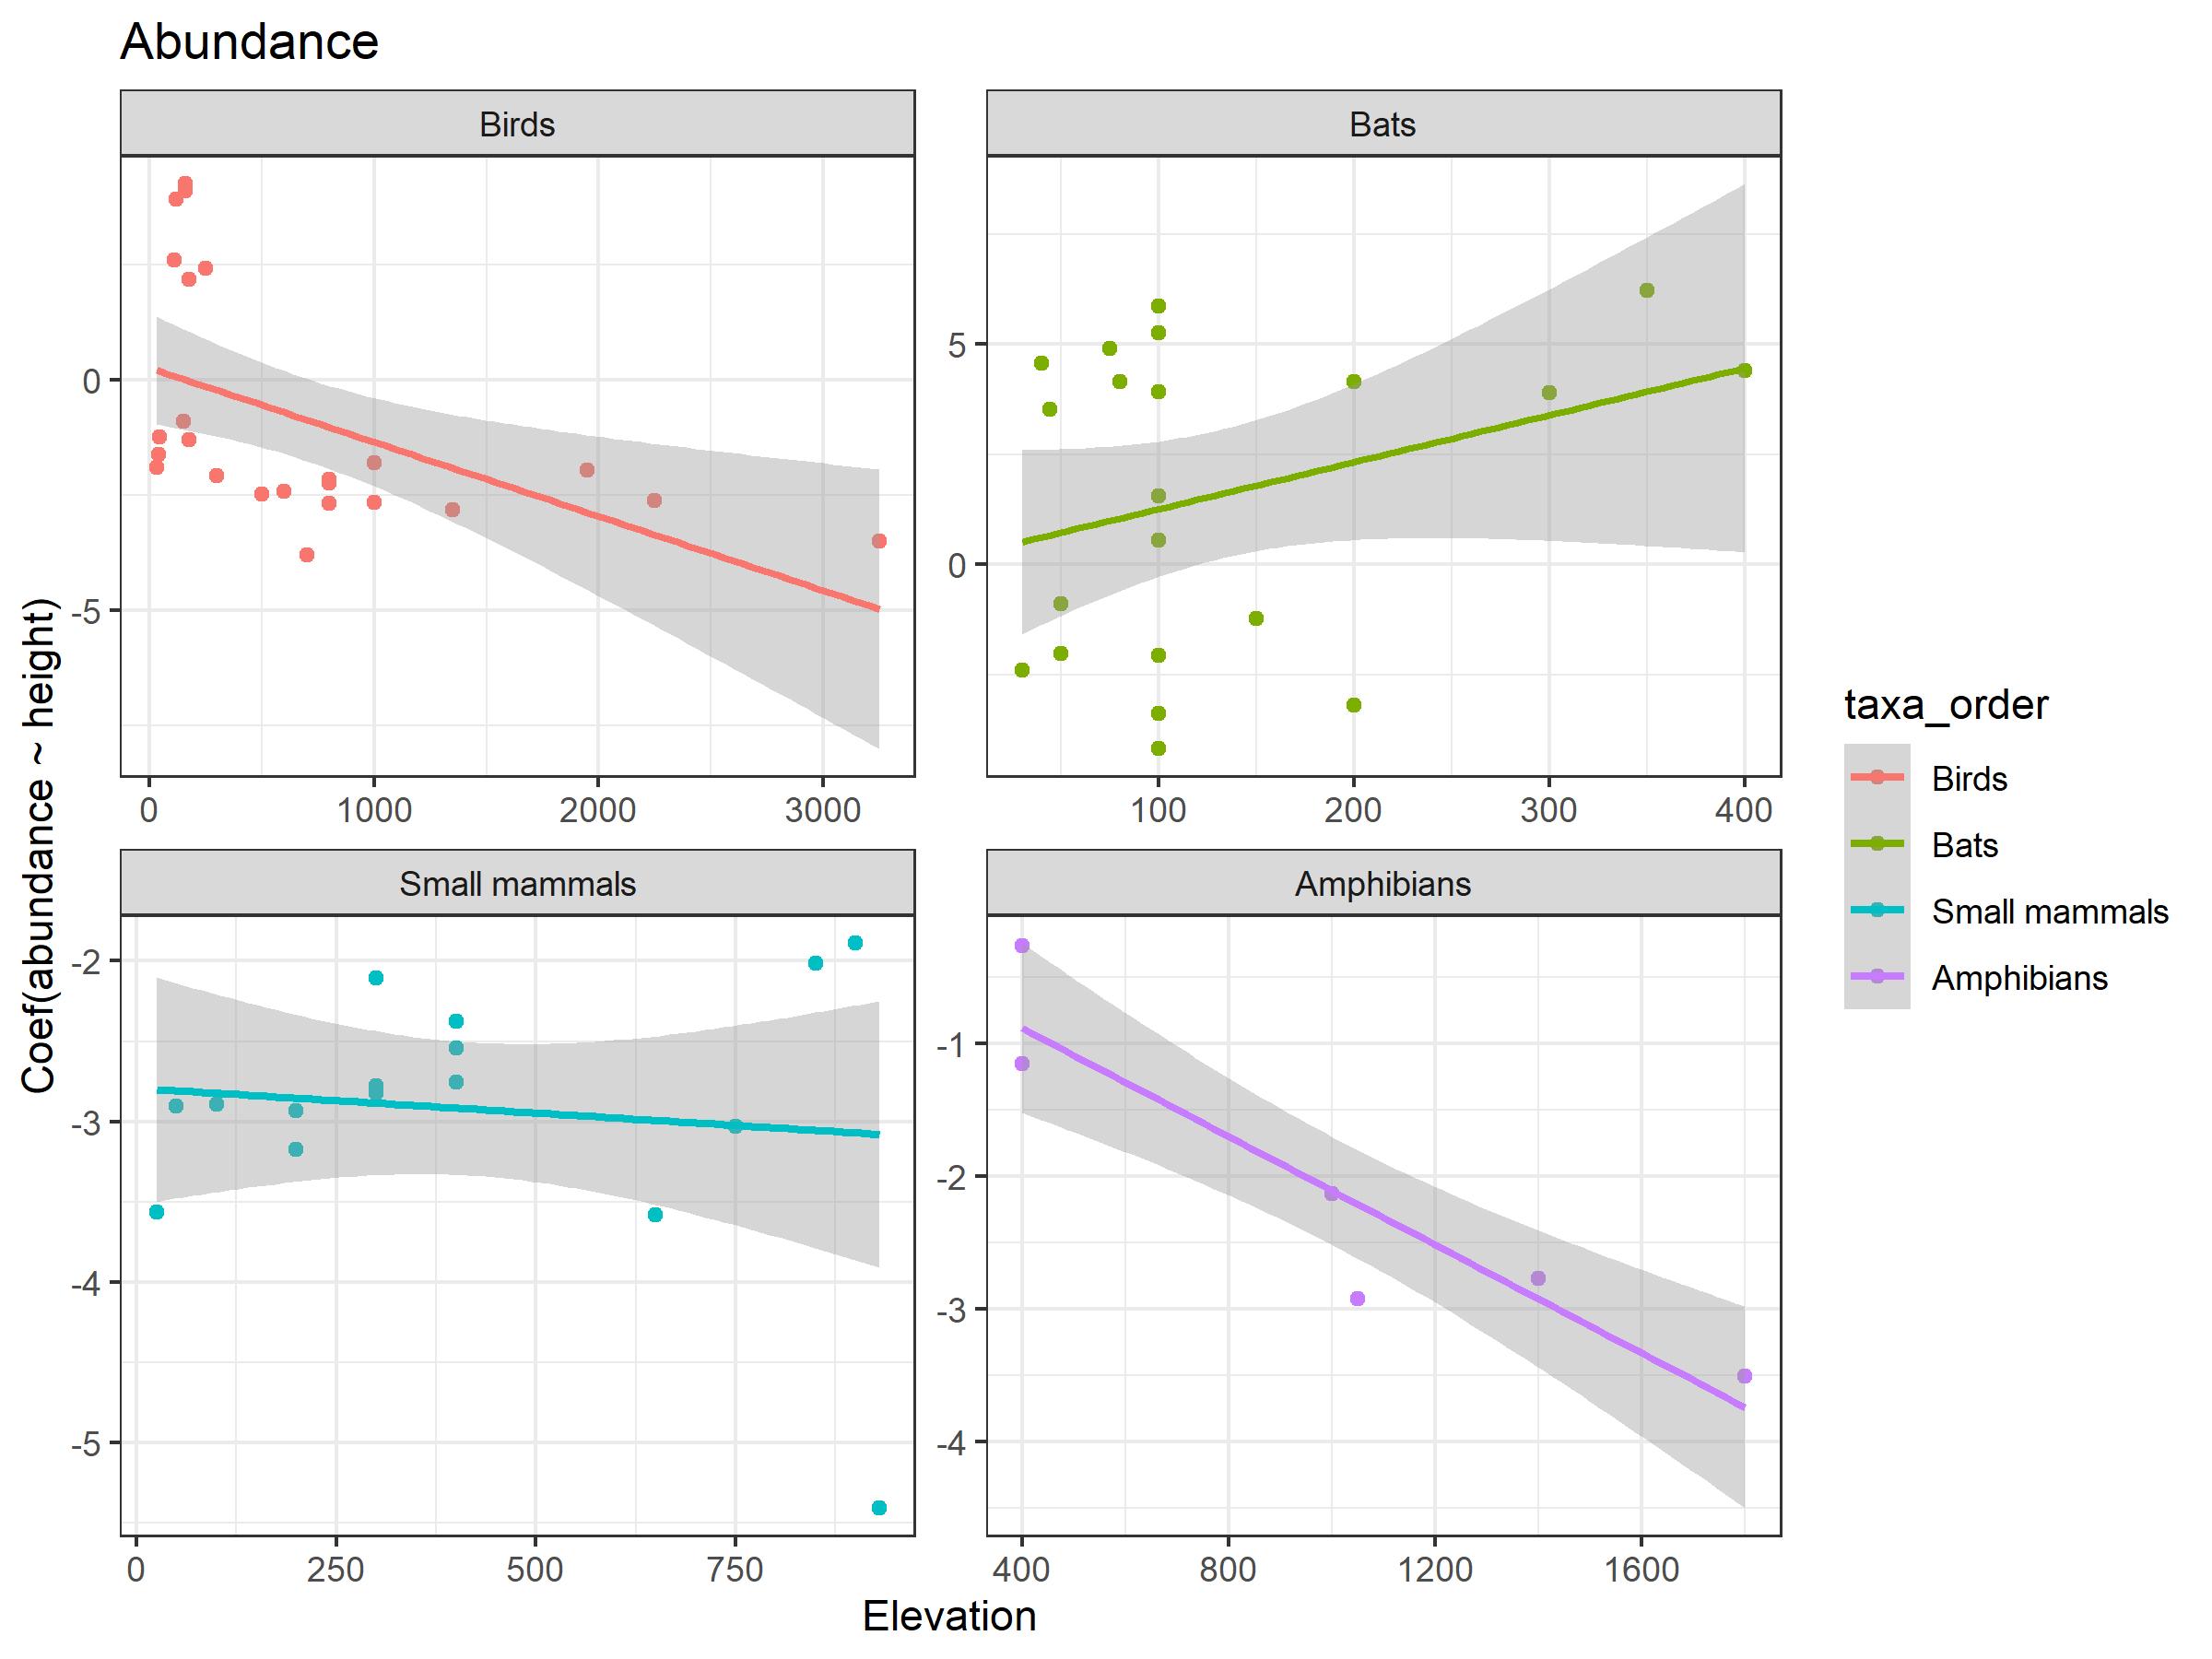 Abundance
Birds
Bats
0
-5
5
0
0 1000 2000 3000
100 200 300 400
Small mammals
Amphibians
-2
-3
-4
-5
-1
-2
-3
-4
0 250 500 750
400 800 1200 1600
Coef(abundance ~ height)
Elevation
taxa_order
Birds
Bats
Small mammals
Amphibians